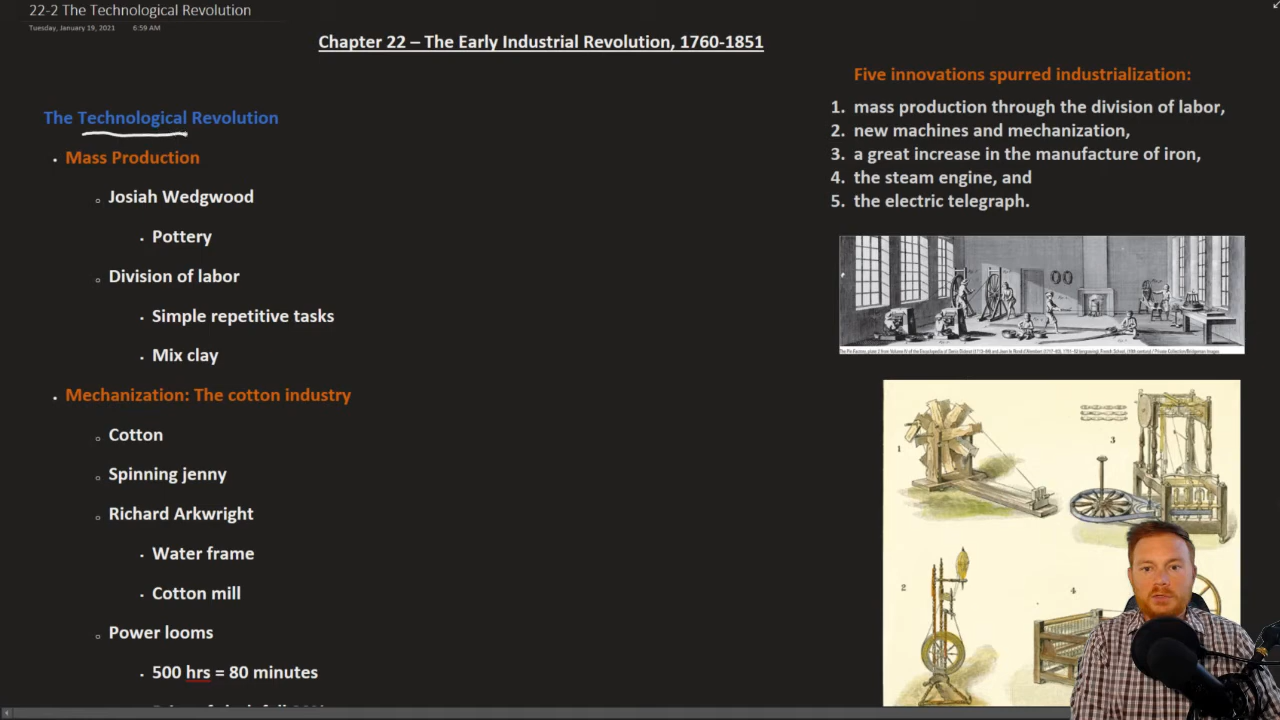 22-2 The Technological Revolution
Tuesday, January 19, 2021 6:59 AM
Chapter 22 – The Early Industrial Revolution, 1760-1851
The Technological Revolution
Mass Production
Josiah Wedgwood
Pottery
Division of labor
Simple repetitive tasks
Mix clay
Mechanization: The cotton industry
Cotton
Spinning jenny
Richard Arkwright
Water frame
Cotton mill
Power looms
500 hrs = 80 minutes
Five innovations spurred industrialization:
1. mass production through the division of labor,
2. new machines and mechanization,
3. a great increase in the manufacture of iron,
4. the steam engine, and
5. the electric telegraph.
1
3
2
4